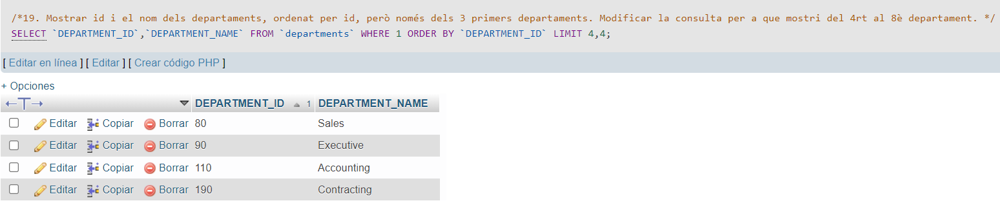 /*19. Mostrar id i el nom dels departaments, ordenat per id, però només dels 3 primers departaments. Modificar la consulta per a que mostri del 4rt al 8è departament. */
SELECT `DEPARTMENT_ID`,`DEPARTMENT_NAME` FROM `departments` WHERE 1 ORDER BY `DEPARTMENT_ID` LIMIT 4,4;
[ Editar en línea ] [ Editar ] [ Crear código PHP ]
+ Opciones
←T→ DEPARTMENT_ID 1 DEPARTMENT_NAME
Editar Copiar Borrar 80 Sales
Editar Copiar Borrar 90 Executive
Editar Copiar Borrar 110 Accounting
Editar Copiar Borrar 190 Contracting